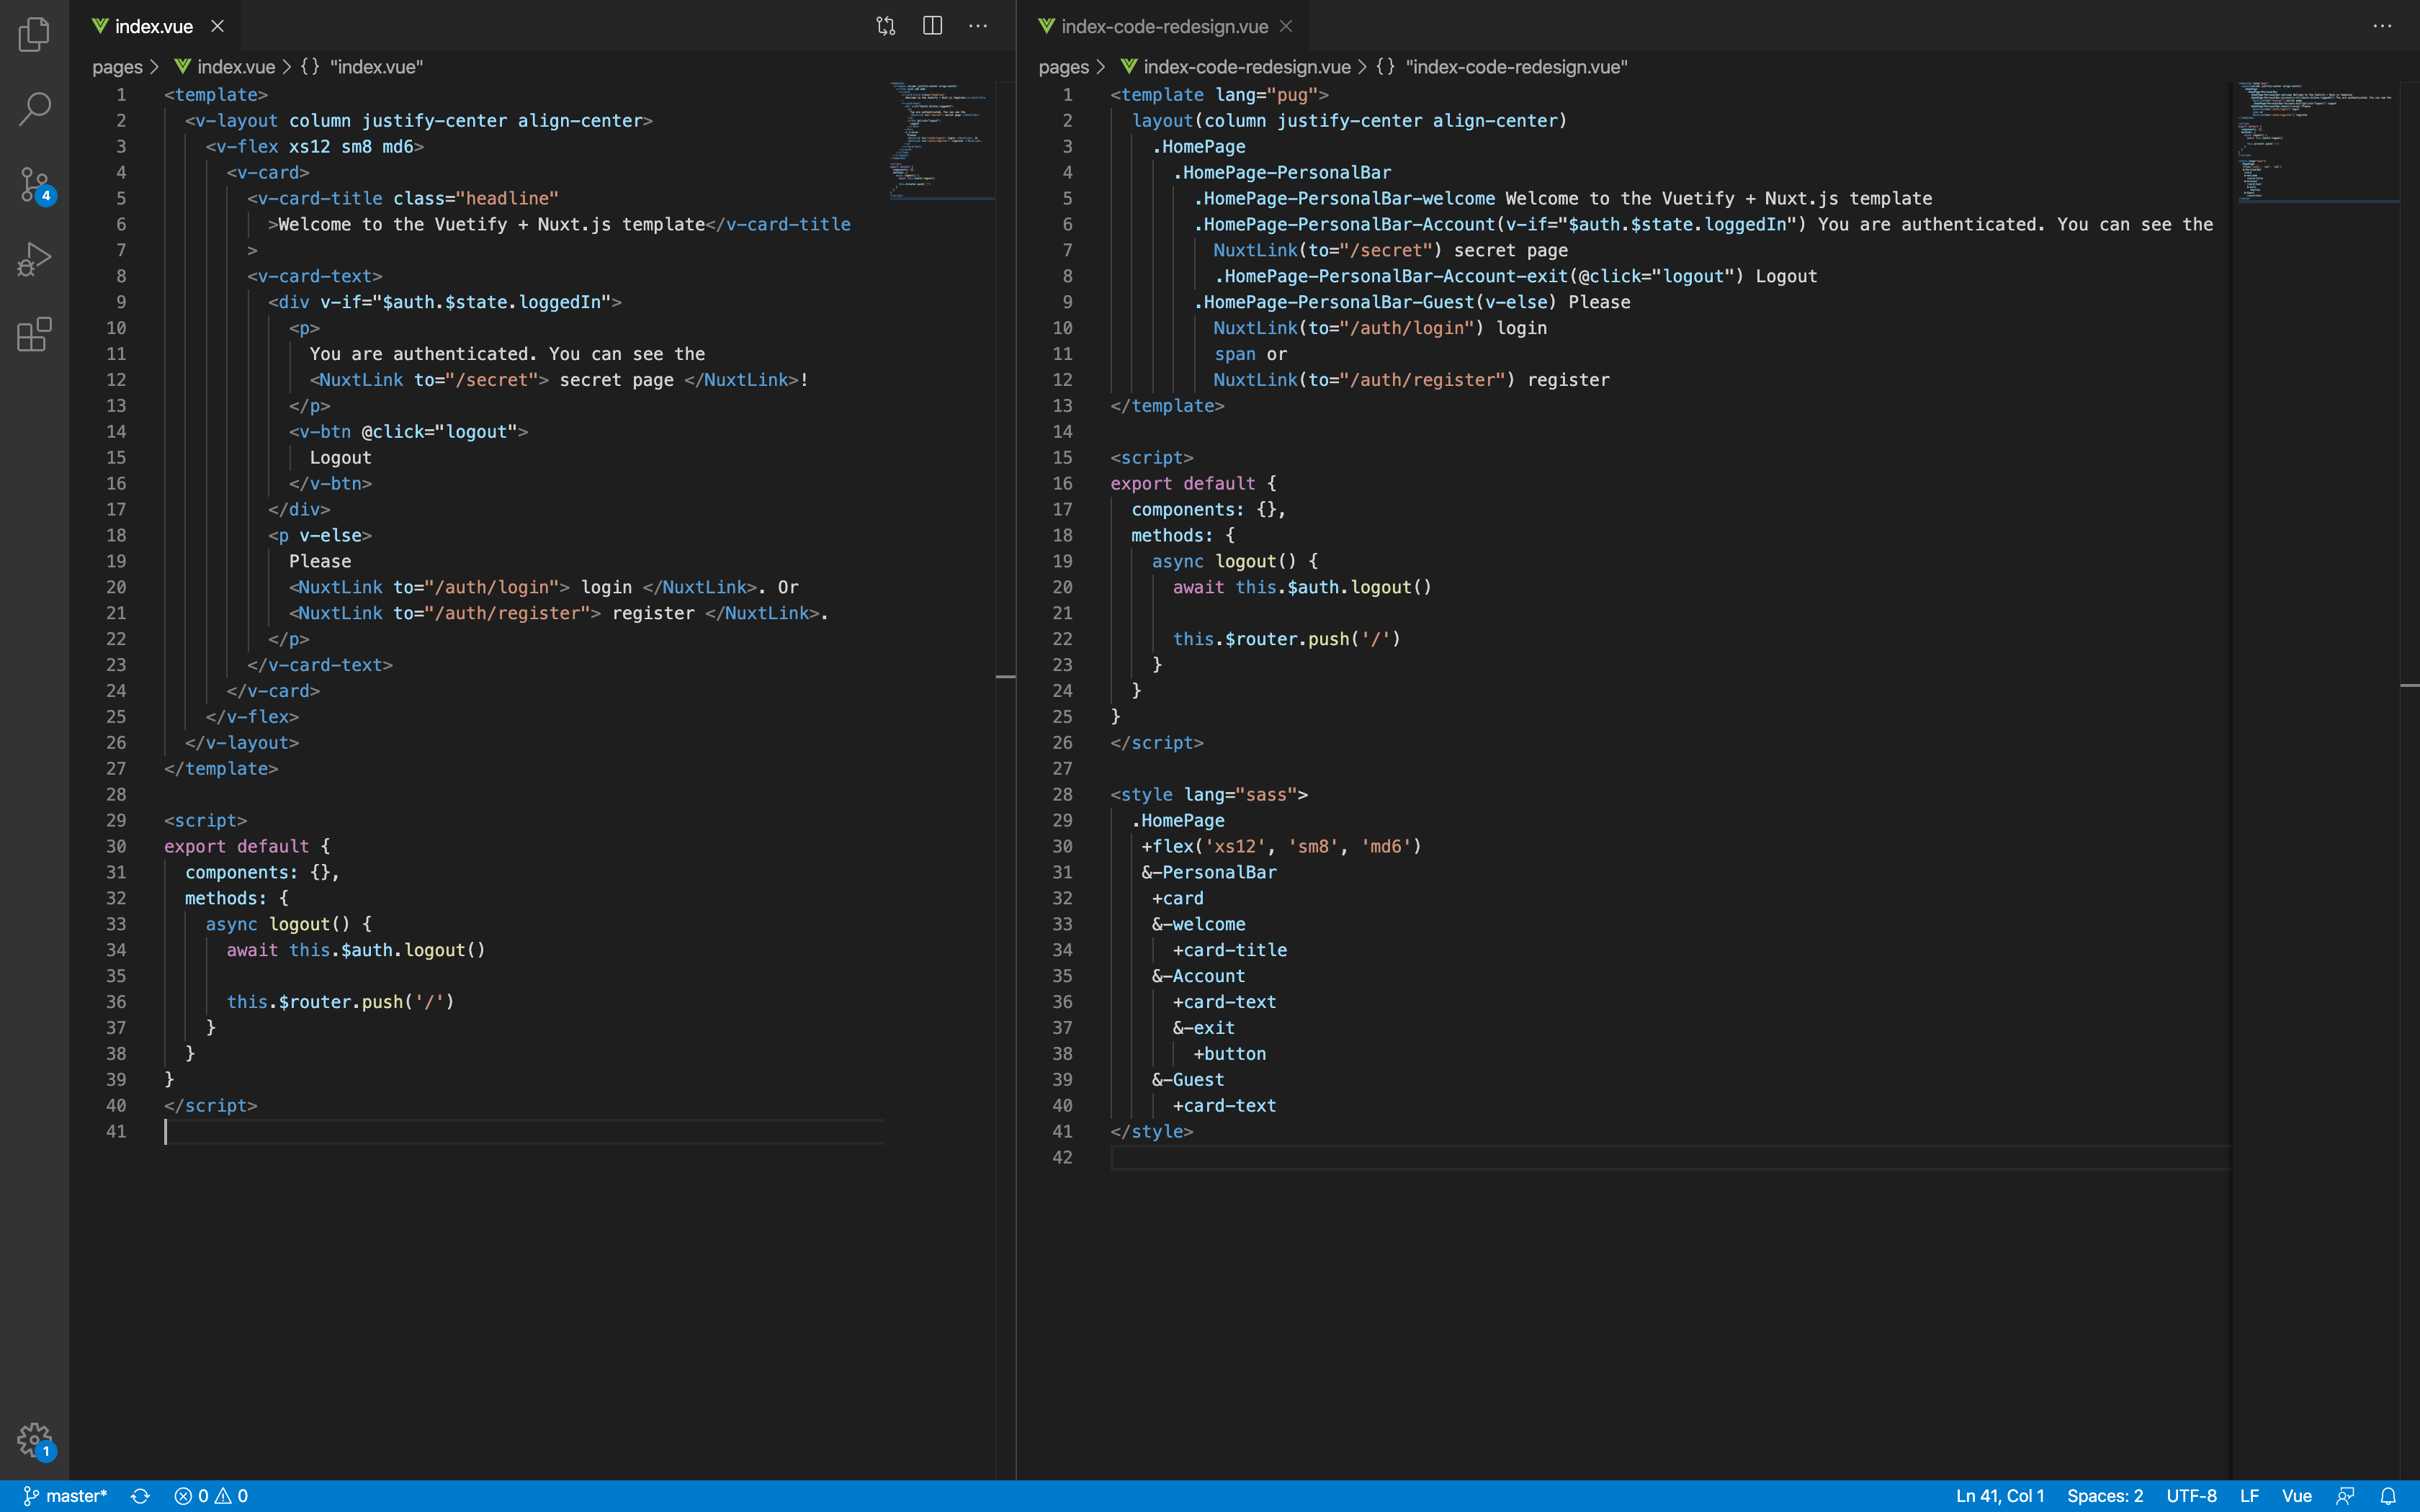 index.vue
pages > index.vue > {} "index.vue"
1 <template>
2 <v-layout column justify-center align-center>
3 <v-flex xs12 sm8 md6>
4 <v-card>
5 <v-card-title class="headline"
6 >Welcome to the Vuetify + Nuxt.js template</v-card-title
7 >
8 <v-card-text>
9 <div v-if="$auth.$state.loggedIn">
10 <p>
11 You are authenticated. You can see the
12 <NuxtLink to="/secret"> secret page </NuxtLink>!
13 </p>
14 <v-btn @click="logout">
15 Logout
16 </v-btn>
17 </div>
18 <p v-else>
19 Please
20 <NuxtLink to="/auth/login"> login </NuxtLink>. Or
21 <NuxtLink to="/auth/register"> register </NuxtLink>.
22 </p>
23 </v-card-text>
24 </v-card>
25 </v-flex>
26 </v-layout>
27 </template>
28
29 <script>
30 export default {
31 components: {},
32 methods: {
33 async logout() {
34 await this.$auth.logout()
35
36 this.$router.push('/')
37 }
38 }
39 }
40 </script>
41
index-code-redesign.vue
pages > index-code-redesign.vue > {} "index-code-redesign.vue"
1 <template lang="pug">
2 layout(column justify-center align-center)
3 .HomePage
4 .HomePage-PersonalBar
5 .HomePage-PersonalBar-welcome Welcome to the Vuetify + Nuxt.js template
6 .HomePage-PersonalBar-Account(v-if="$auth.$state.loggedIn") You are authenticated. You can see the
7 NuxtLink(to="/secret") secret page
8 .HomePage-PersonalBar-Account-exit(@click="logout") Logout
9 .HomePage-PersonalBar-Guest(v-else) Please
10 NuxtLink(to="/auth/login") login
11 span or
12 NuxtLink(to="/auth/register") register
13 </template>
14
15 <script>
16 export default {
17 components: {},
18 methods: {
19 async logout() {
20 await this.$auth.logout()
21
22 this.$router.push('/')
23 }
24 }
25 }
26 </script>
27
28 <style lang="sass">
29 .HomePage
30 +flex('xs12', 'sm8', 'md6')
31 &-PersonalBar
32 +card
33 &-welcome
34 +card-title
35 &-Account
36 +card-text
37 &-exit
38 +button
39 &-Guest
40 +card-text
41 </style>
42
4
1
master* 0 0 Ln 41, Col 1 Spaces: 2 UTF-8 LF Vue